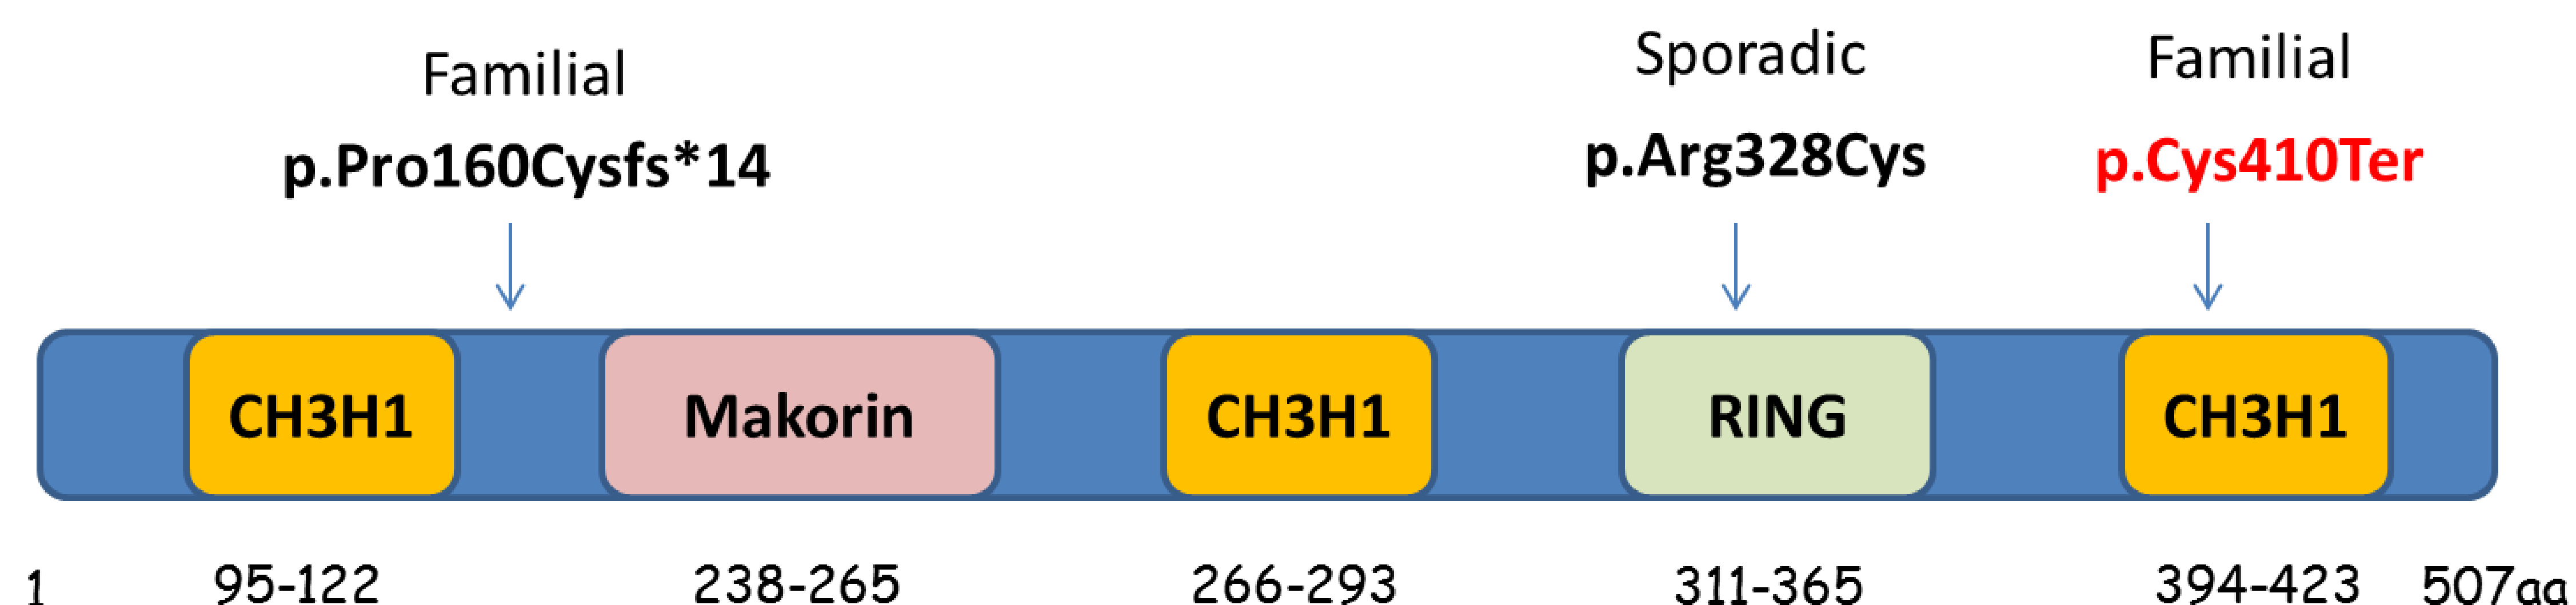 Familial
p.Pro160Cysfs*14
Sporadic
p.Arg328Cys
Familial
p.Cys410Ter
CH3H1
Makorin
CH3H1
RING
CH3H1
1
95-122
238-265
266-293
311-365
394-423
507aa